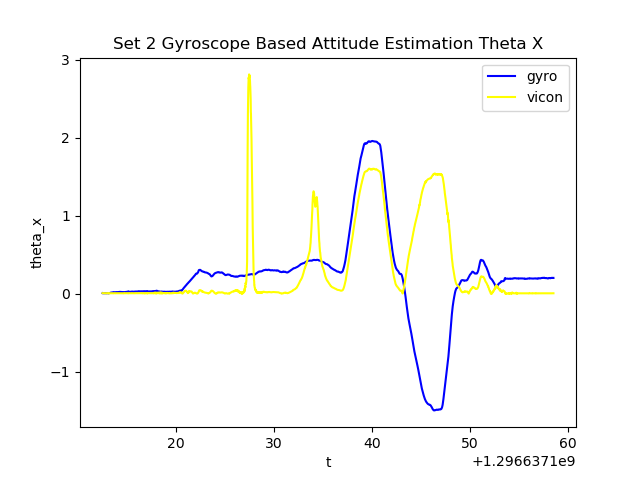 Set 2 Gyroscope Based Attitude Estimation Theta X
gyro
vicon
3
2
1
0
−1
theta_x
20
30
40
50
60
t
+1.2966371e9